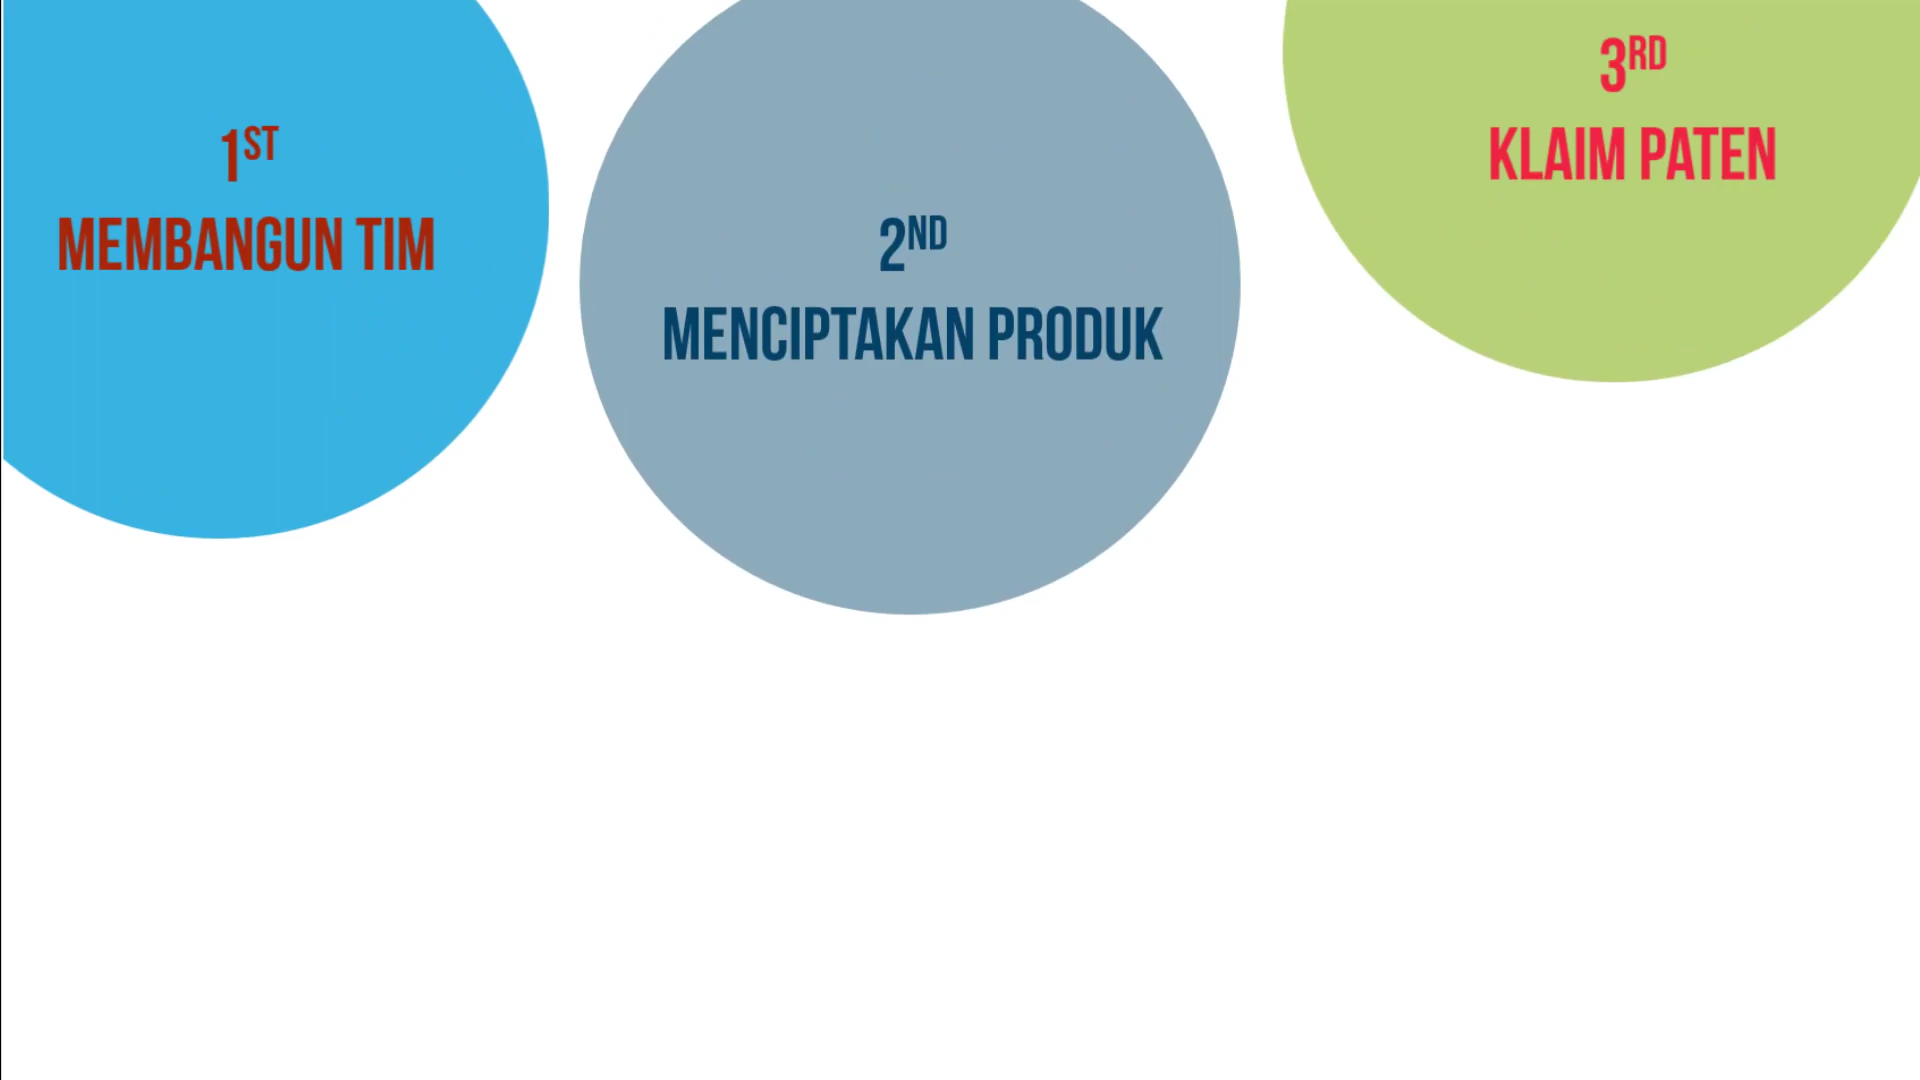 1ST
MEMBANGUN TIM
2ND
MENCIPTAKAN PRODUK
3RD
KLAIM PATEN